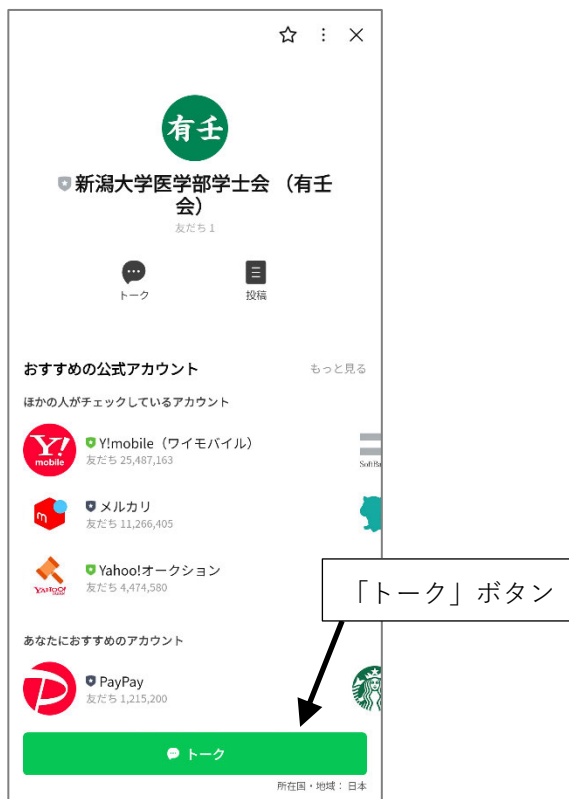 有壬
新潟大学医学部学士会 （有壬
会）
友だち 1
トーク
投稿
おすすめの公式アカウント
もっと見る
ほかの人がチェックしているアカウント
Y!
mobile
Y!mobile（ワイモバイル）
友だち 25,487,163
SoftBa
m
メルカリ
友だち 11,266,405
YAHOO!
Yahoo!オークション
友だち 4,474,580
「トーク」ボタン
あなたにおすすめのアカウント
P
PayPay
友だち 1,215,200
トーク
所在国・地域： 日本